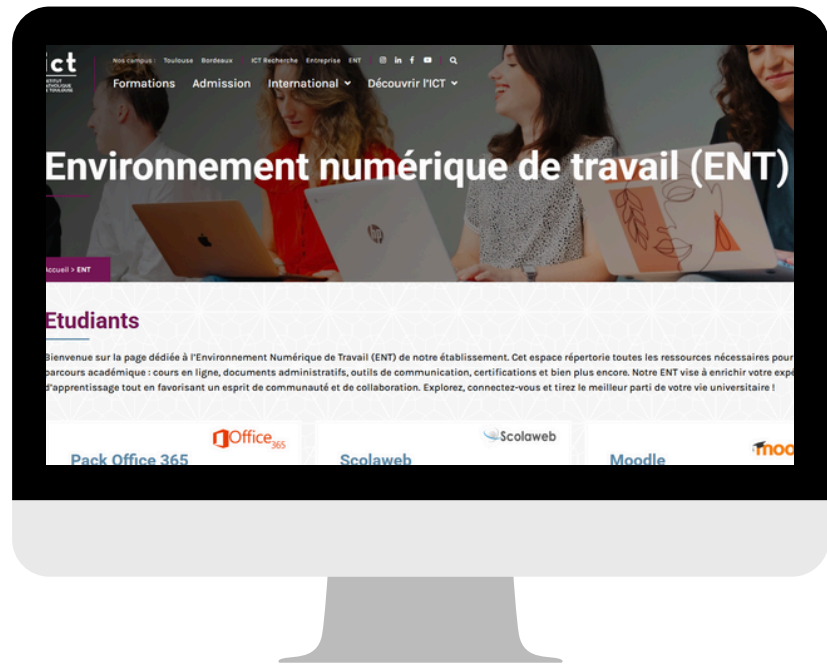 ict
Nos campus : Toulouse Bordeaux ICT Recherche Entreprise ENT
Formations Admission International Découvrir l'ICT
Environnement numérique de travail (ENT)
Accueil > ENT
Etudiants
Bienvenue sur la page dédiée à l'Environnement Numérique de Travail (ENT) de notre établissement. Cet espace répertorie toutes les ressources nécessaires pour
parcours académique : cours en ligne, documents administratifs, outils de communication, certifications et bien plus encore. Notre ENT vise à enrichir votre expé
d'apprentissage tout en favorisant un esprit de communauté et de collaboration. Explorez, connectez-vous et tirez le meilleur parti de votre vie universitaire !
Office 365
Scolaweb
moo
Pack Office 365
Scolaweb
Moodle